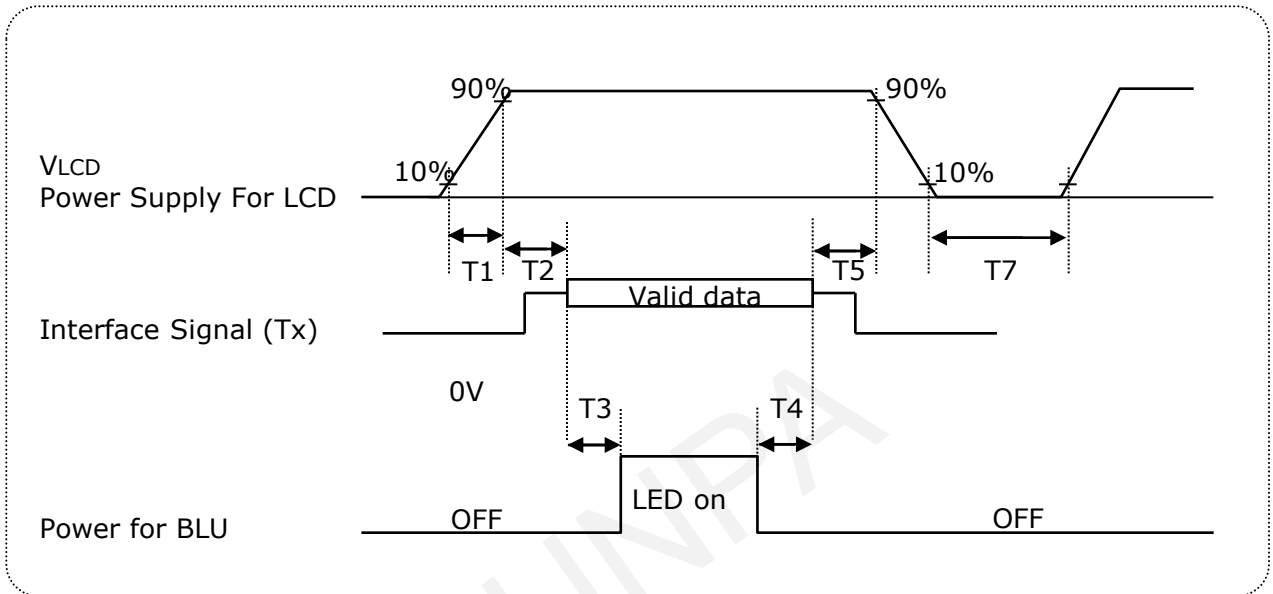 90%
90%
VLCD
10%
10%
Power Supply For LCD
T1
T2
T5
T7
Valid data
Interface Signal (Tx)
0V
T3
T4
LED on
Power for BLU
OFF
OFF